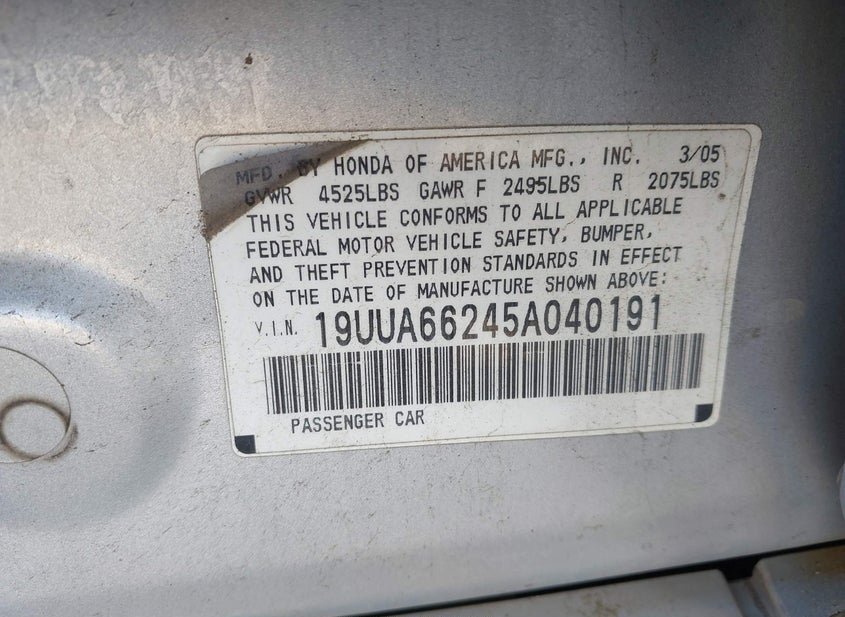 MFD. BY HONDA OF AMERICA MFG., INC. 3/05
GVWR 4525LBS GAWR F 2495LBS R 2075LBS
THIS VEHICLE CONFORMS TO ALL APPLICABLE
FEDERAL MOTOR VEHICLE SAFETY, BUMPER,
AND THEFT PREVENTION STANDARDS IN EFFECT
ON THE DATE OF MANUFACTURE SHOWN ABOVE:
V.I.N. 19UUA66245A040191
PASSENGER CAR